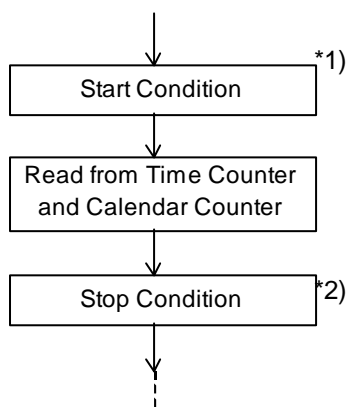 *1)
Start Condition
Read from Time Counter
and Calendar Counter
Stop Condition
*2)